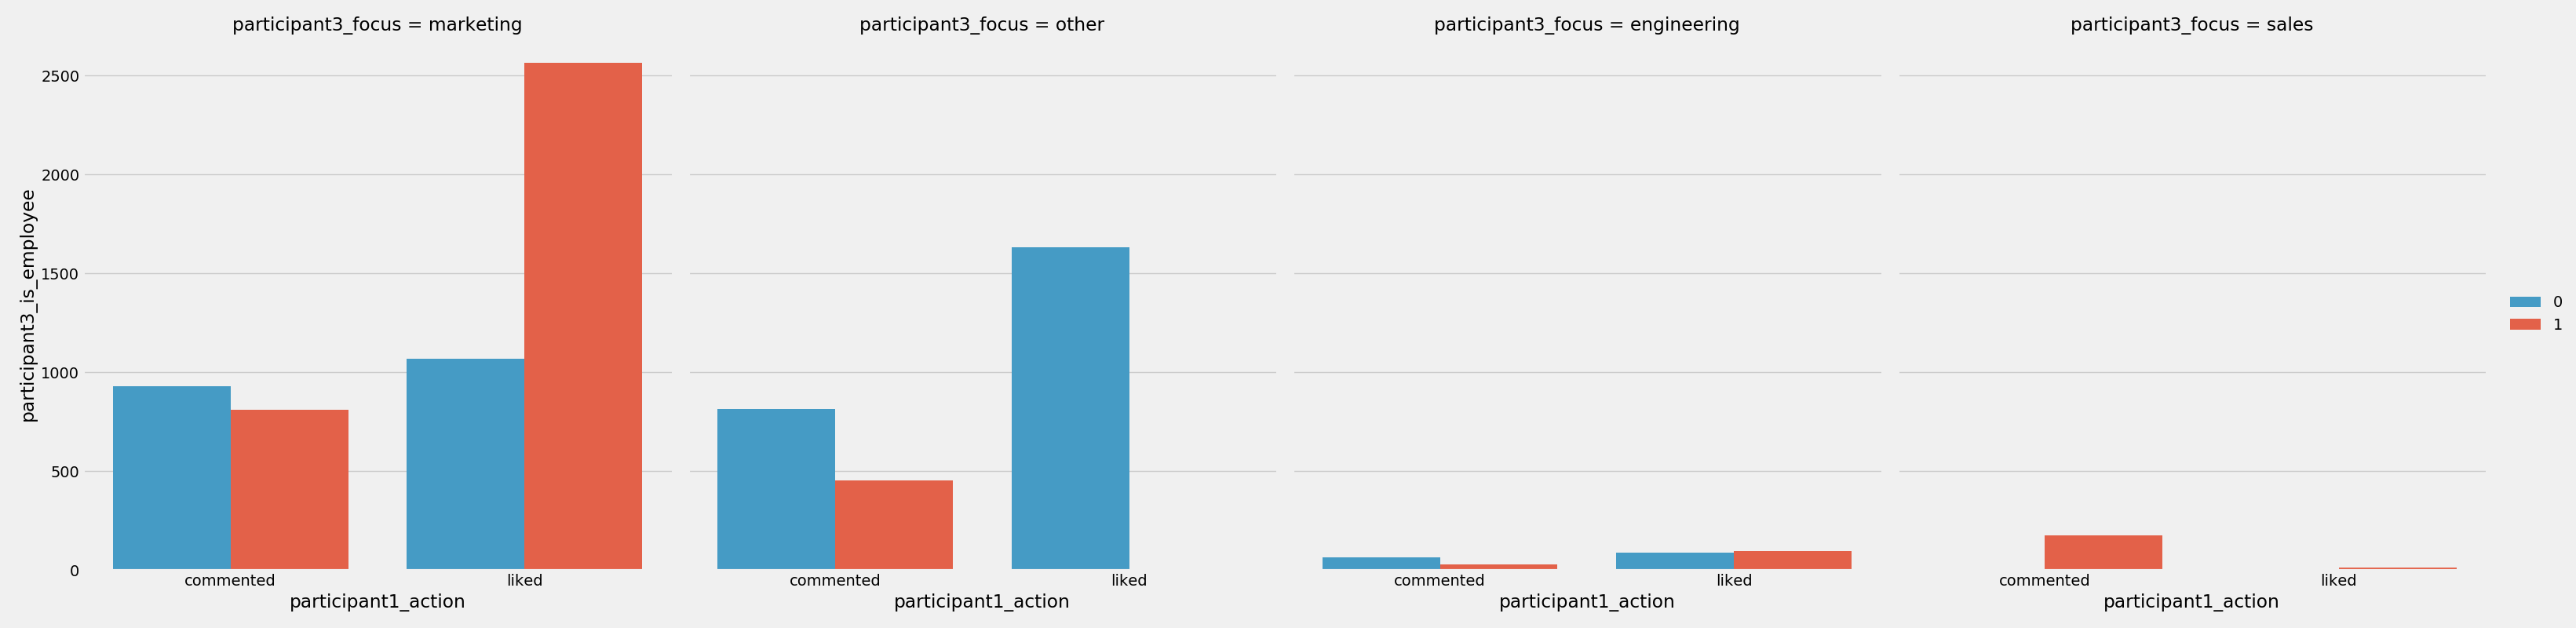 participant3_focus = marketing
participant3_focus = other
participant3_focus = engineering
participant3_focus = sales
participant3_is_employee
2500
2000
1500
1000
500
0
commented
liked
commented
liked
commented
liked
commented
liked
participant1_action
participant1_action
participant1_action
participant1_action
0
1